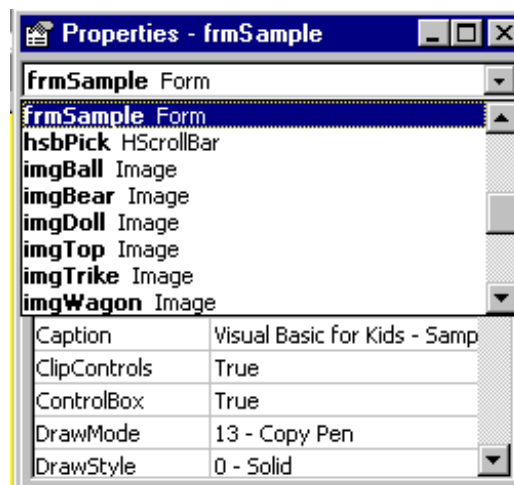 Properties - frmSample
frmSample Form
frmSample Form
hsbPick HScrollBar
imgBall Image
imgBear Image
imgDoll Image
imgTop Image
imgTrike Image
imgWagon Image
Caption Visual Basic for Kids - Samp
ClipControls True
ControlBox True
DrawMode 13 - Copy Pen
DrawStyle 0 - Solid